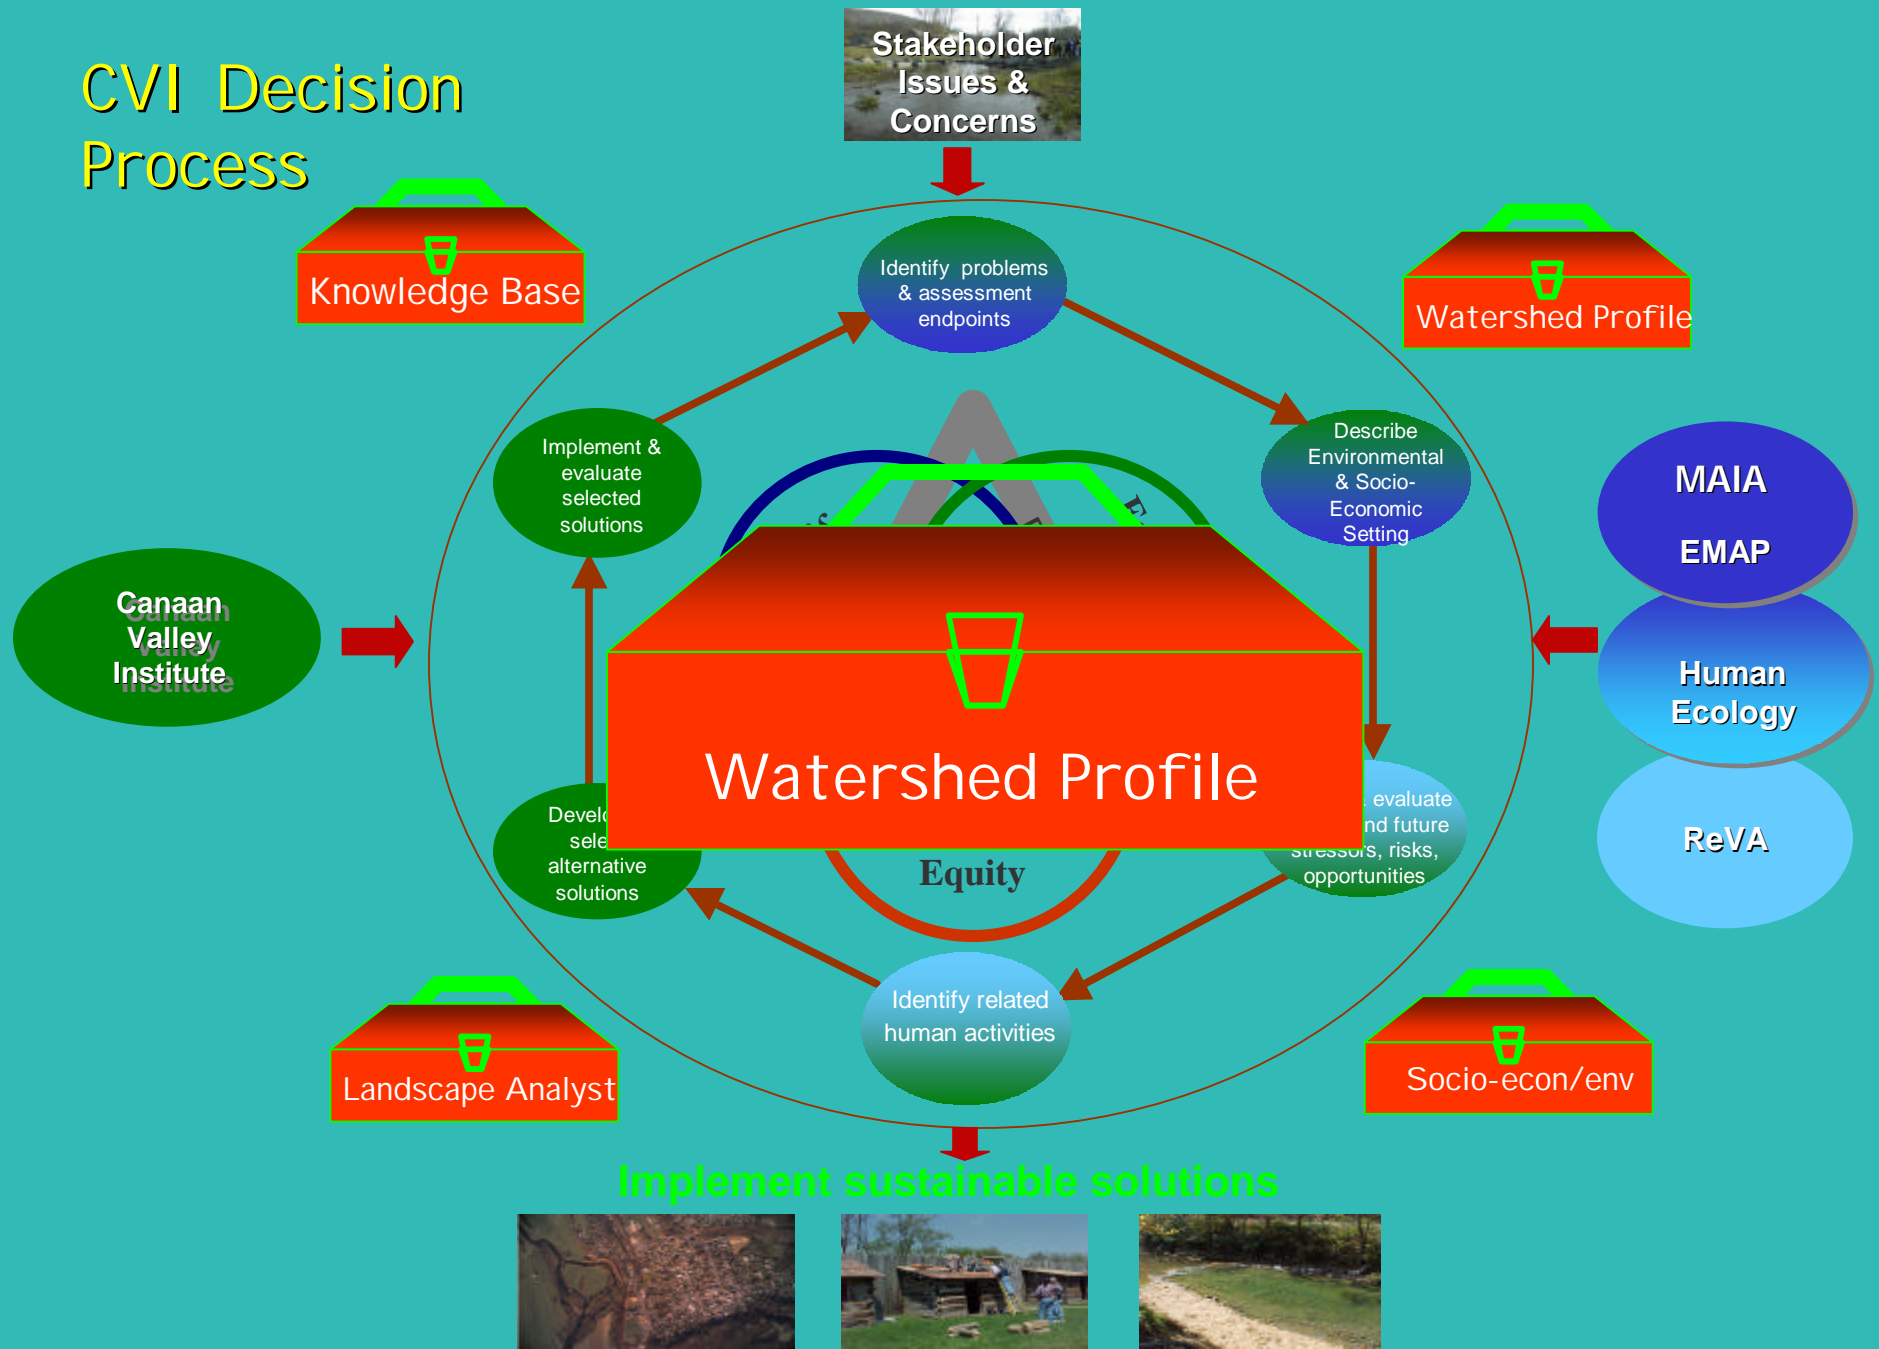 CVI Decision
Process
Stakeholder
Issues &
Concerns
Knowledge Base
Watershed Profile
Identify problems
& assessment
endpoints
Describe
Environmental
& Socio-
Economic
Setting
Implement &
evaluate
selected
solutions
MAIA
EMAP
Human
Ecology
ReVA
Canaan
Valley
Institute
Watershed Profile
evaluate
future
stressors, risks,
opportunities
alternative
solutions
Equity
Identify related
human activities
Landscape Analyst
Socio-econ/env
Implement sustainable solutions